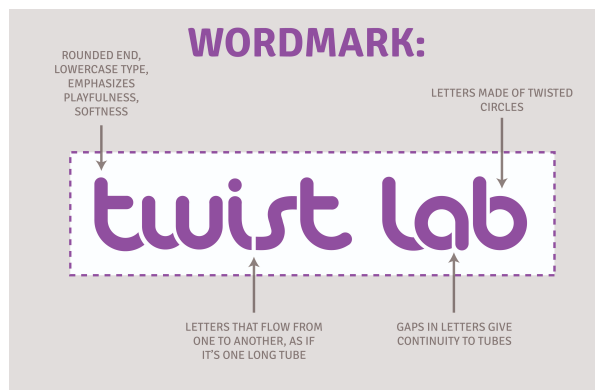 WORDMARK:
ROUNDED END,
LOWERCASE TYPE,
EMPHASIZES
PLAYFULNESS,
SOFTNESS
LETTERS MADE OF TWISTED
CIRCLES
twist lab
LETTERS THAT FLOW FROM
ONE TO ANOTHER, AS IF
IT'S ONE LONG TUBE
GAPS IN LETTERS GIVE
CONTINUITY TO TUBES